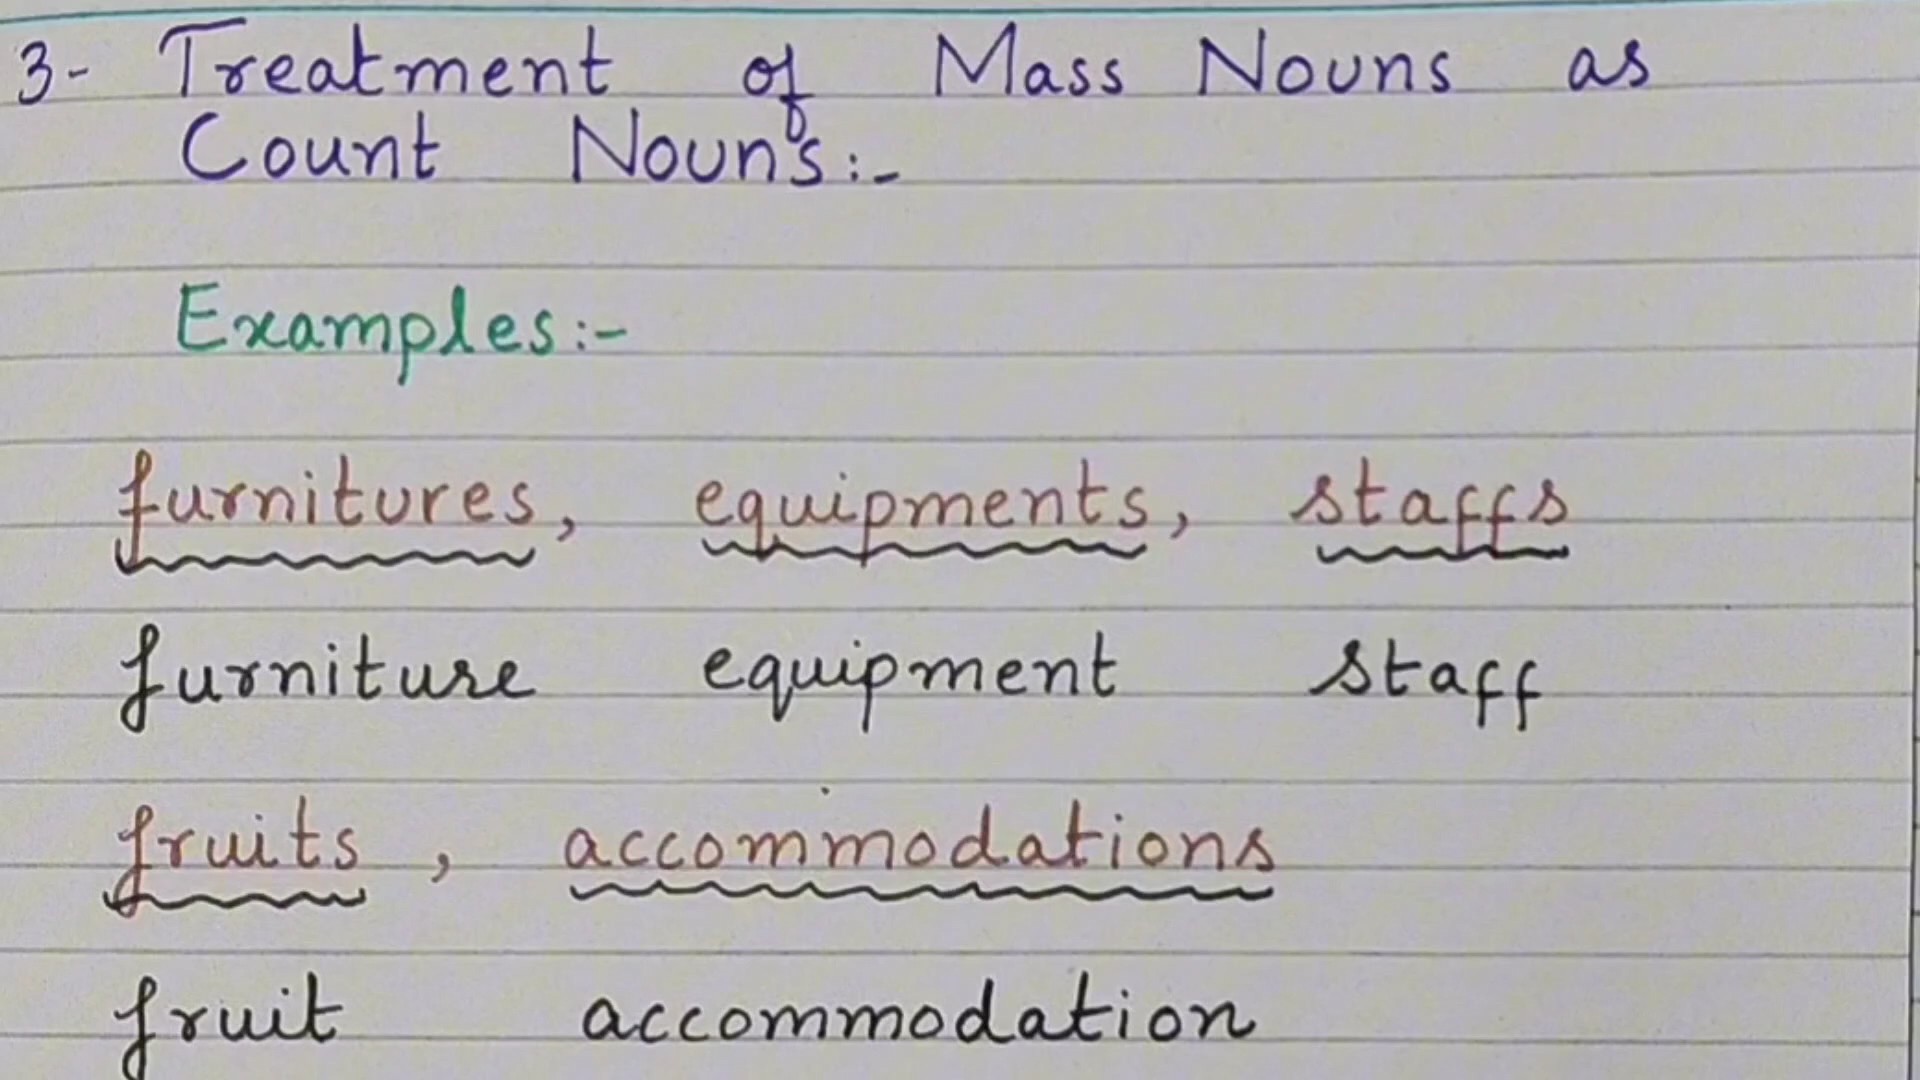 3- Treatment of Mass Nouns as
Count Nouns:-
Examples:-
furnitures, equipments, staffs
furniture equipment staff
fruits, accommodations
fruit accommodation